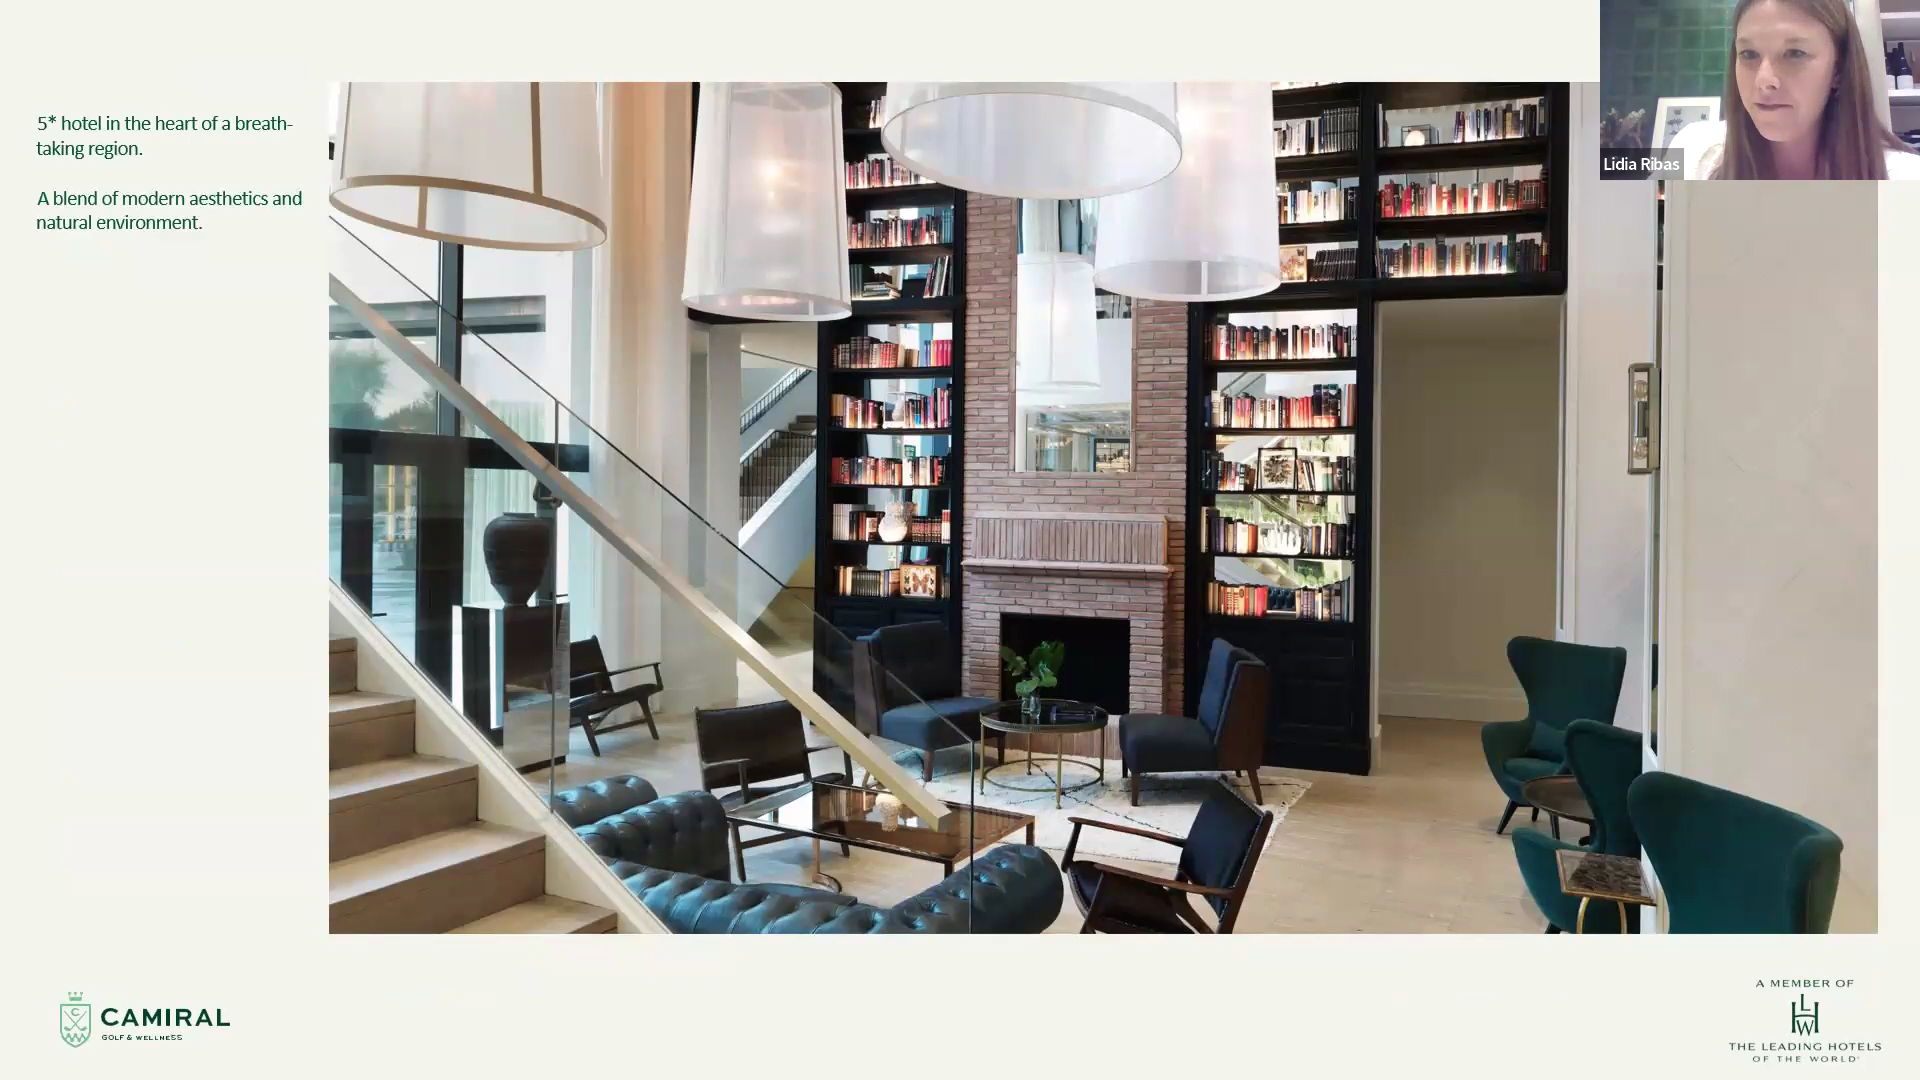 5* hotel in the heart of a breath-
taking region.
A blend of modern aesthetics and
natural environment.
Lidia Ribas
C
CAMIRAL
GOLF & WELLNESS
A MEMBER OF
LHW
THE LEADING HOTELS
OF THE WORLD